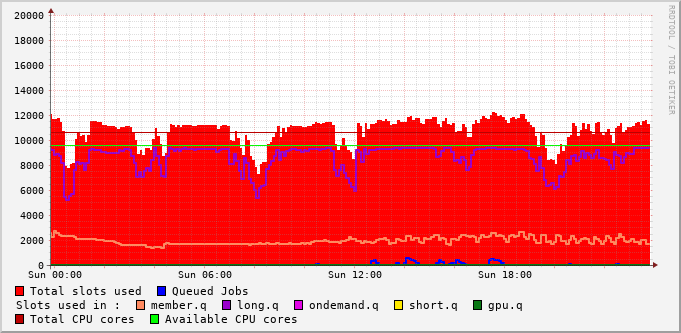 20000
18000
16000
14000
12000
10000
8000
6000
4000
2000
0
Sun 00:00 Sun 06:00 Sun 12:00 Sun 18:00
Total slots used Queued Jobs
Slots used in : member.q long.q ondemand.q short.q gpu.q
Total CPU cores Available CPU cores
RRDTOOL / TOBI OETIKER